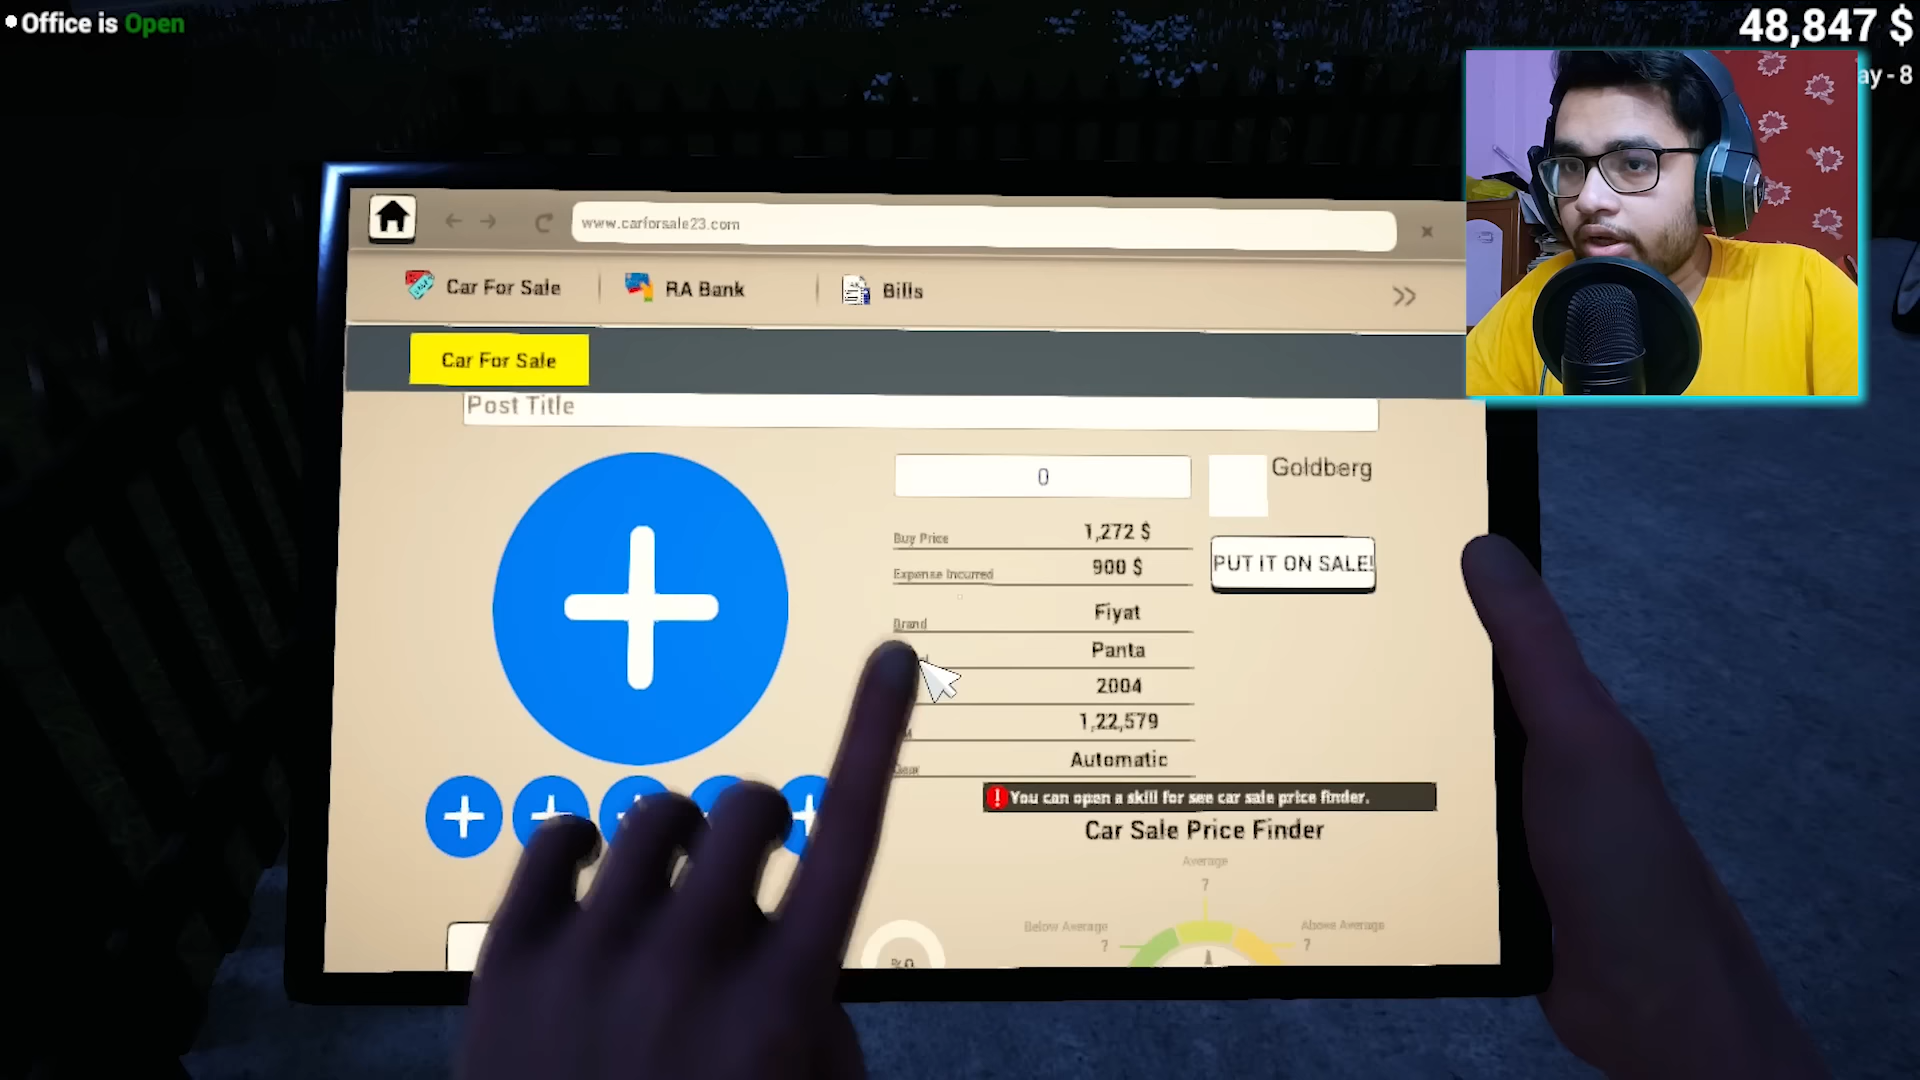 Office is Open
48,847 $
ay - 8
www.carforsale23.com
Car For Sale
RA Bank
Bills
Car For Sale
Post Title
0
Goldberg
Buy Price 1,272 $
PUT IT ON SALE!
Expense Incurred 900 $
Brand Fiyat
Panta
2004
1,22,579
Gear Automatic
You can open a skill for see car sale price finder.
Car Sale Price Finder
Average
?
Below Average
?
Above Average
?
%0